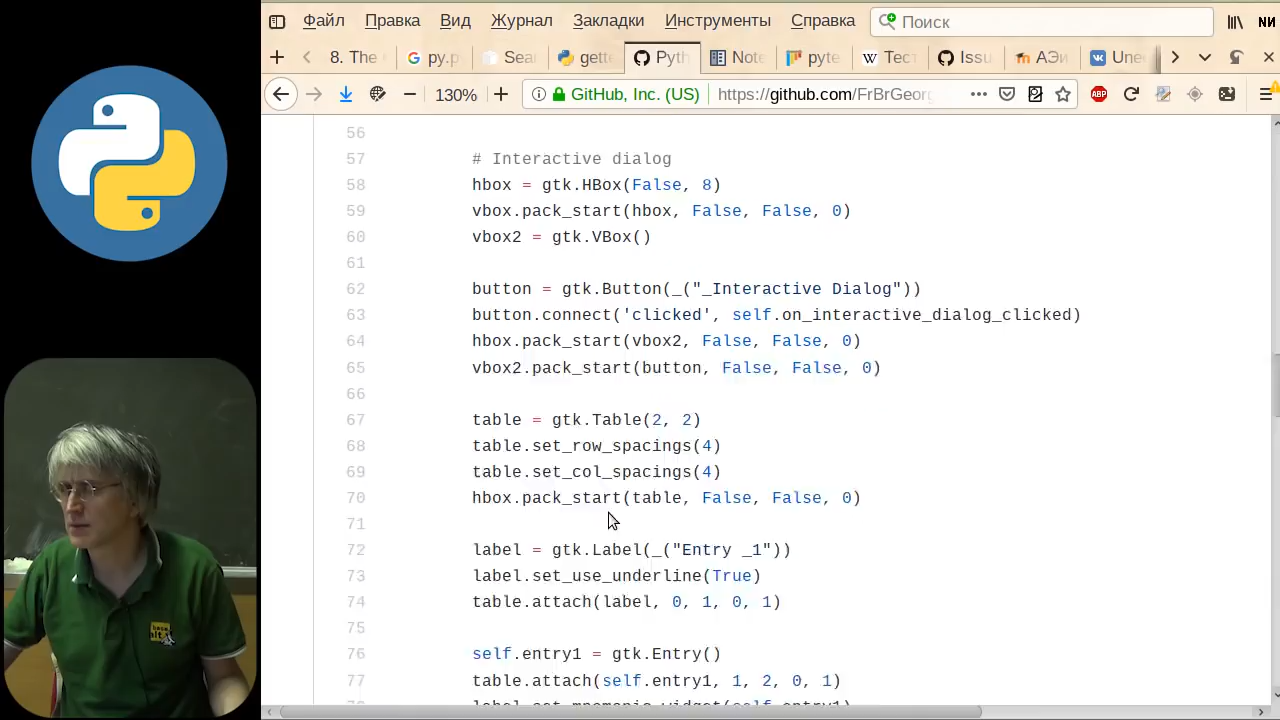 Файл Правка Вид Журнал Закладки Инструменты Справка Поиск
8. The py.p Sea gette Pyth Note pyte Тест Issu АЭи Unee
130% GitHub, Inc. (US) https://github.com/FrBrGeorg ABP
56
57 # Interactive dialog
58 hbox = gtk.HBox(False, 8)
59 vbox.pack_start(hbox, False, False, 0)
60 vbox2 = gtk.VBox()
61
62 button = gtk.Button(_("_Interactive Dialog"))
63 button.connect('clicked', self.on_interactive_dialog_clicked)
64 hbox.pack_start(vbox2, False, False, 0)
65 vbox2.pack_start(button, False, False, 0)
66
67 table = gtk.Table(2, 2)
68 table.set_row_spacings(4)
69 table.set_col_spacings(4)
70 hbox.pack_start(table, False, False, 0)
71
72 label = gtk.Label(_("Entry _1"))
73 label.set_use_underline(True)
74 table.attach(label, 0, 1, 0, 1)
75
76 self.entry1 = gtk.Entry()
77 table.attach(self.entry1, 1, 2, 0, 1)